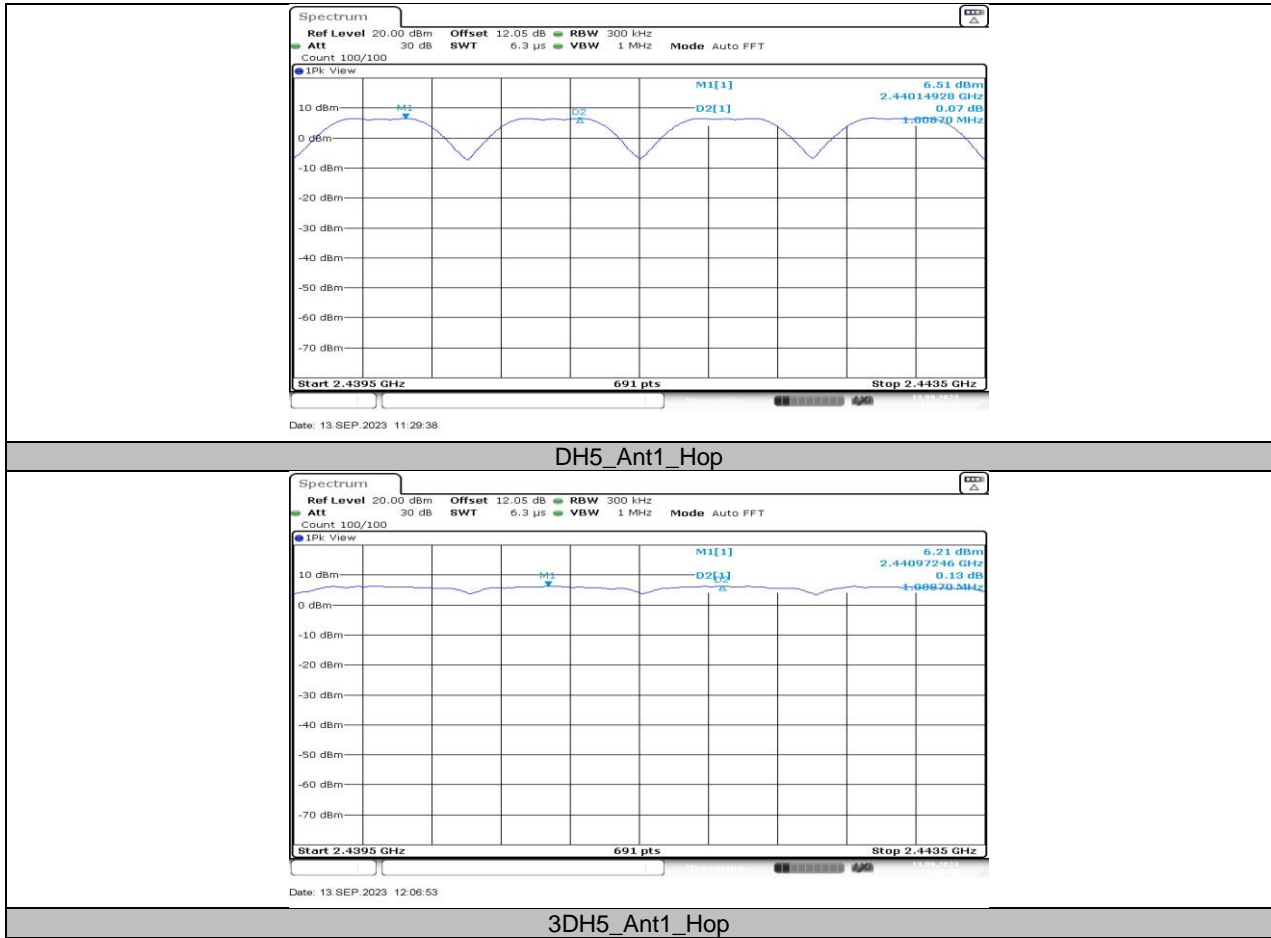 Spectrum
Ref Level 20.00 dBm Offset 12.05 dB RBW 300 kHz
Att 30 dB SWT 6.3 µs VBW 1 MHz Mode Auto FFT
Count 100/100
1Pk View
M1[1] 6.51 dBm
2.44014928 GHz
10 dBm M1 D2 D2[1] 0.07 dB
1.00870 MHz
0 dBm
-10 dBm
-20 dBm
-30 dBm
-40 dBm
-50 dBm
-60 dBm
-70 dBm
Start 2.4395 GHz 691 pts Stop 2.4435 GHz
Date: 13.SEP.2023 11:29:38
DH5_Ant1_Hop
Spectrum
Ref Level 20.00 dBm Offset 12.05 dB RBW 300 kHz
Att 30 dB SWT 6.3 µs VBW 1 MHz Mode Auto FFT
Count 100/100
1Pk View
M1[1] 6.21 dBm
2.44097246 GHz
10 dBm M1 D2[1] 0.13 dB
D2 1.00870 MHz
0 dBm
-10 dBm
-20 dBm
-30 dBm
-40 dBm
-50 dBm
-60 dBm
-70 dBm
Start 2.4395 GHz 691 pts Stop 2.4435 GHz
Date: 13.SEP.2023 12:06:53
3DH5_Ant1_Hop